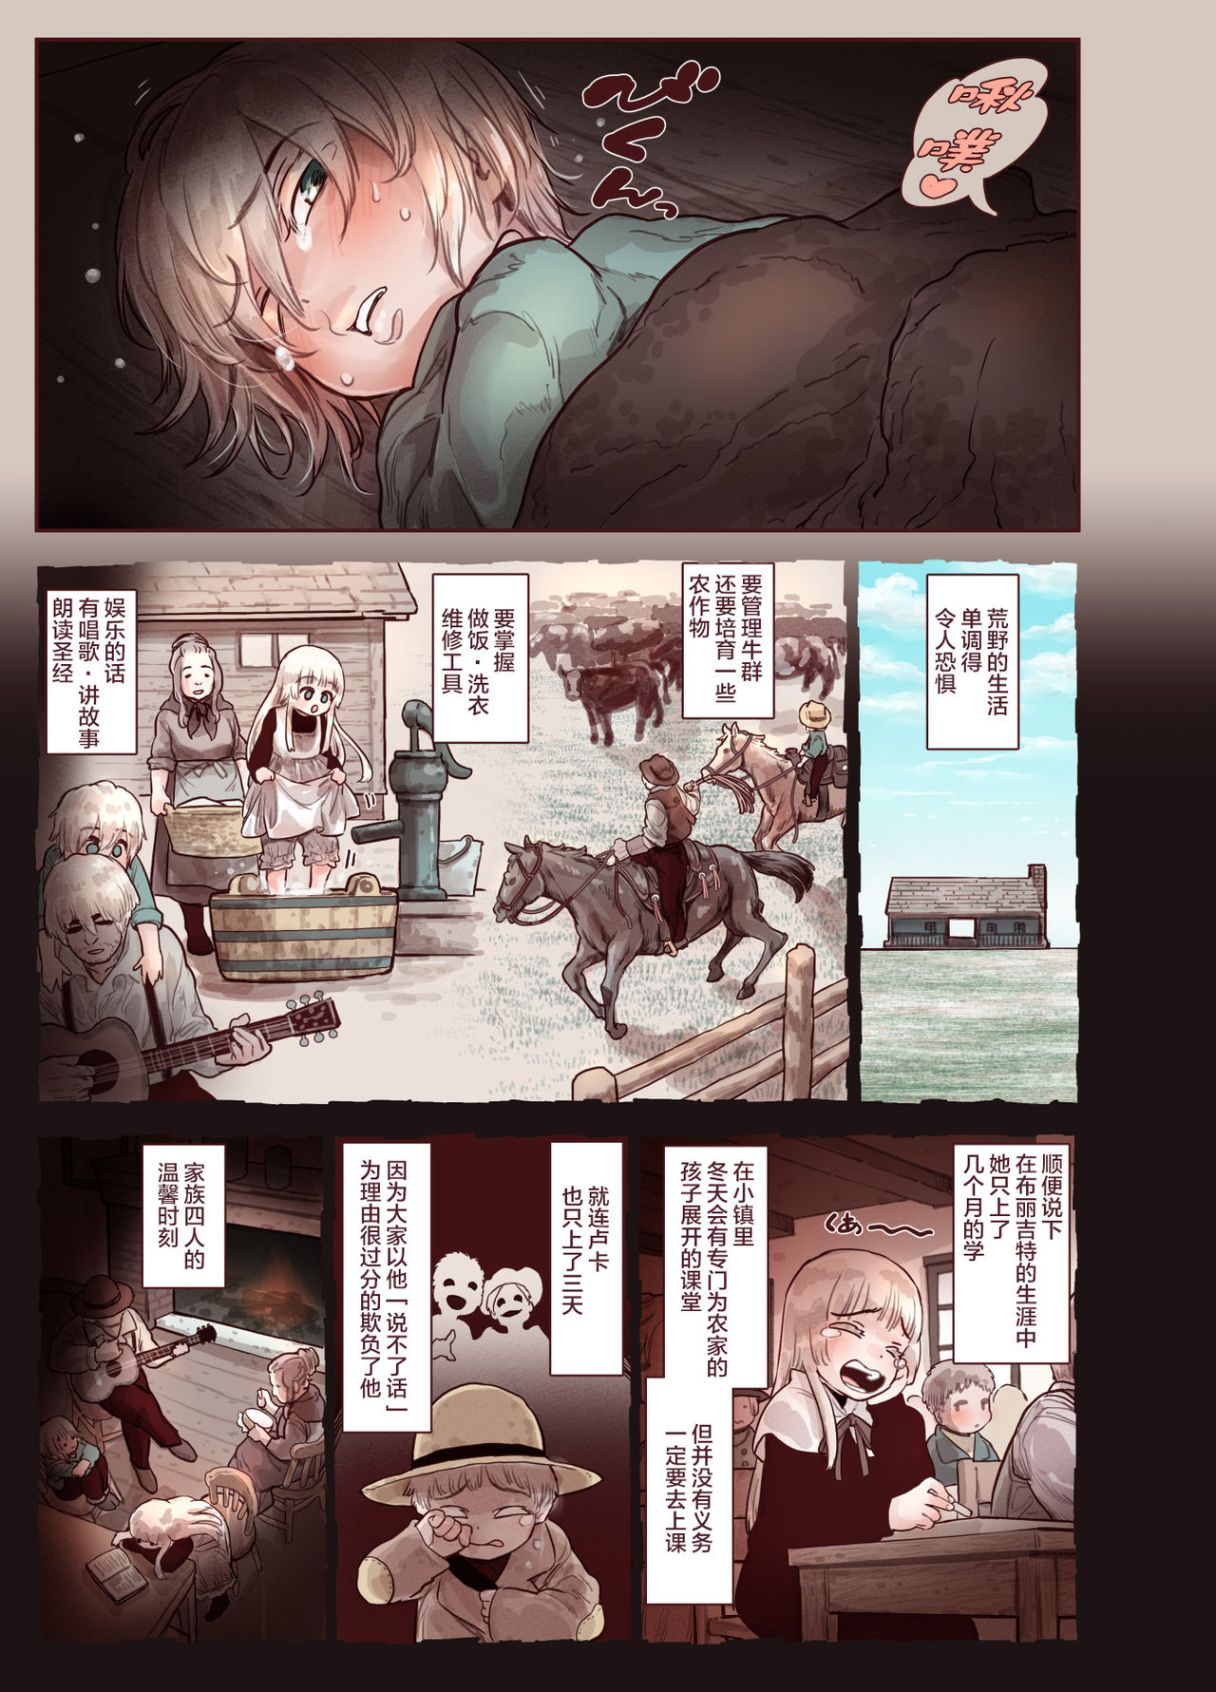 びくんっ
啾
噗
荒野的生活
单调得
令人恐惧
要管理牛群
还要培育一些
农作物
要掌握
做饭·洗衣
维修工具
娱乐的话
有唱歌·讲故事
朗读圣经
顺便说下
在布丽吉特的生涯中
她只上了
几个月的学
くあっ〜〜
在小镇里
冬天会有专门为农家的
孩子展开的课堂
但并没有义务
一定要去上课
就连卢卡
也只上了三天
因为大家以他「说不了话」
为理由很过分的欺负了他
家族四人的
温馨时刻